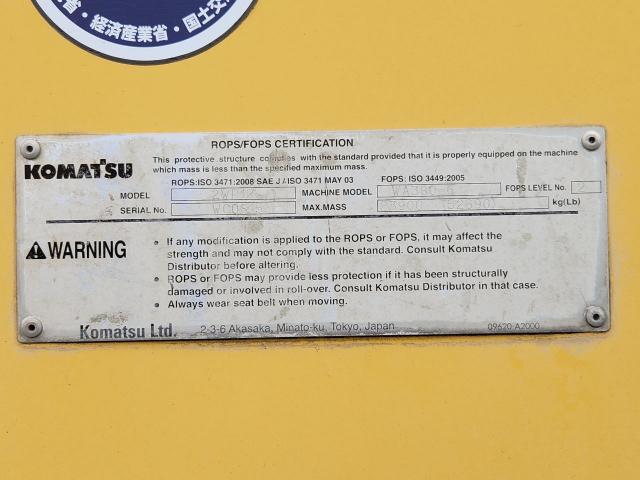 省・経済産業省・国土交
ROPS/FOPS CERTIFICATION
KOMATSU
This protective structure complies with the standard provided that it is properly equipped on the machine
which mass is less than the specified maximum mass.
ROPS:ISO 3471:2008 SAE J / ISO 3471 MAY 03 FOPS: ISO 3449:2005
MODEL MACHINE MODEL FOPS LEVEL No. 2
SERIAL No. MAX.MASS kg(Lb)
WARNING
• If any modification is applied to the ROPS or FOPS, it may affect the
strength and may not comply with the standard. Consult Komatsu
Distributor before altering.
• ROPS or FOPS may provide less protection if it has been structurally
damaged or involved in roll-over. Consult Komatsu Distributor in that case.
• Always wear seat belt when moving.
Komatsu Ltd. 2-3-6 Akasaka, Minato-ku, Tokyo, Japan 09620-A2000